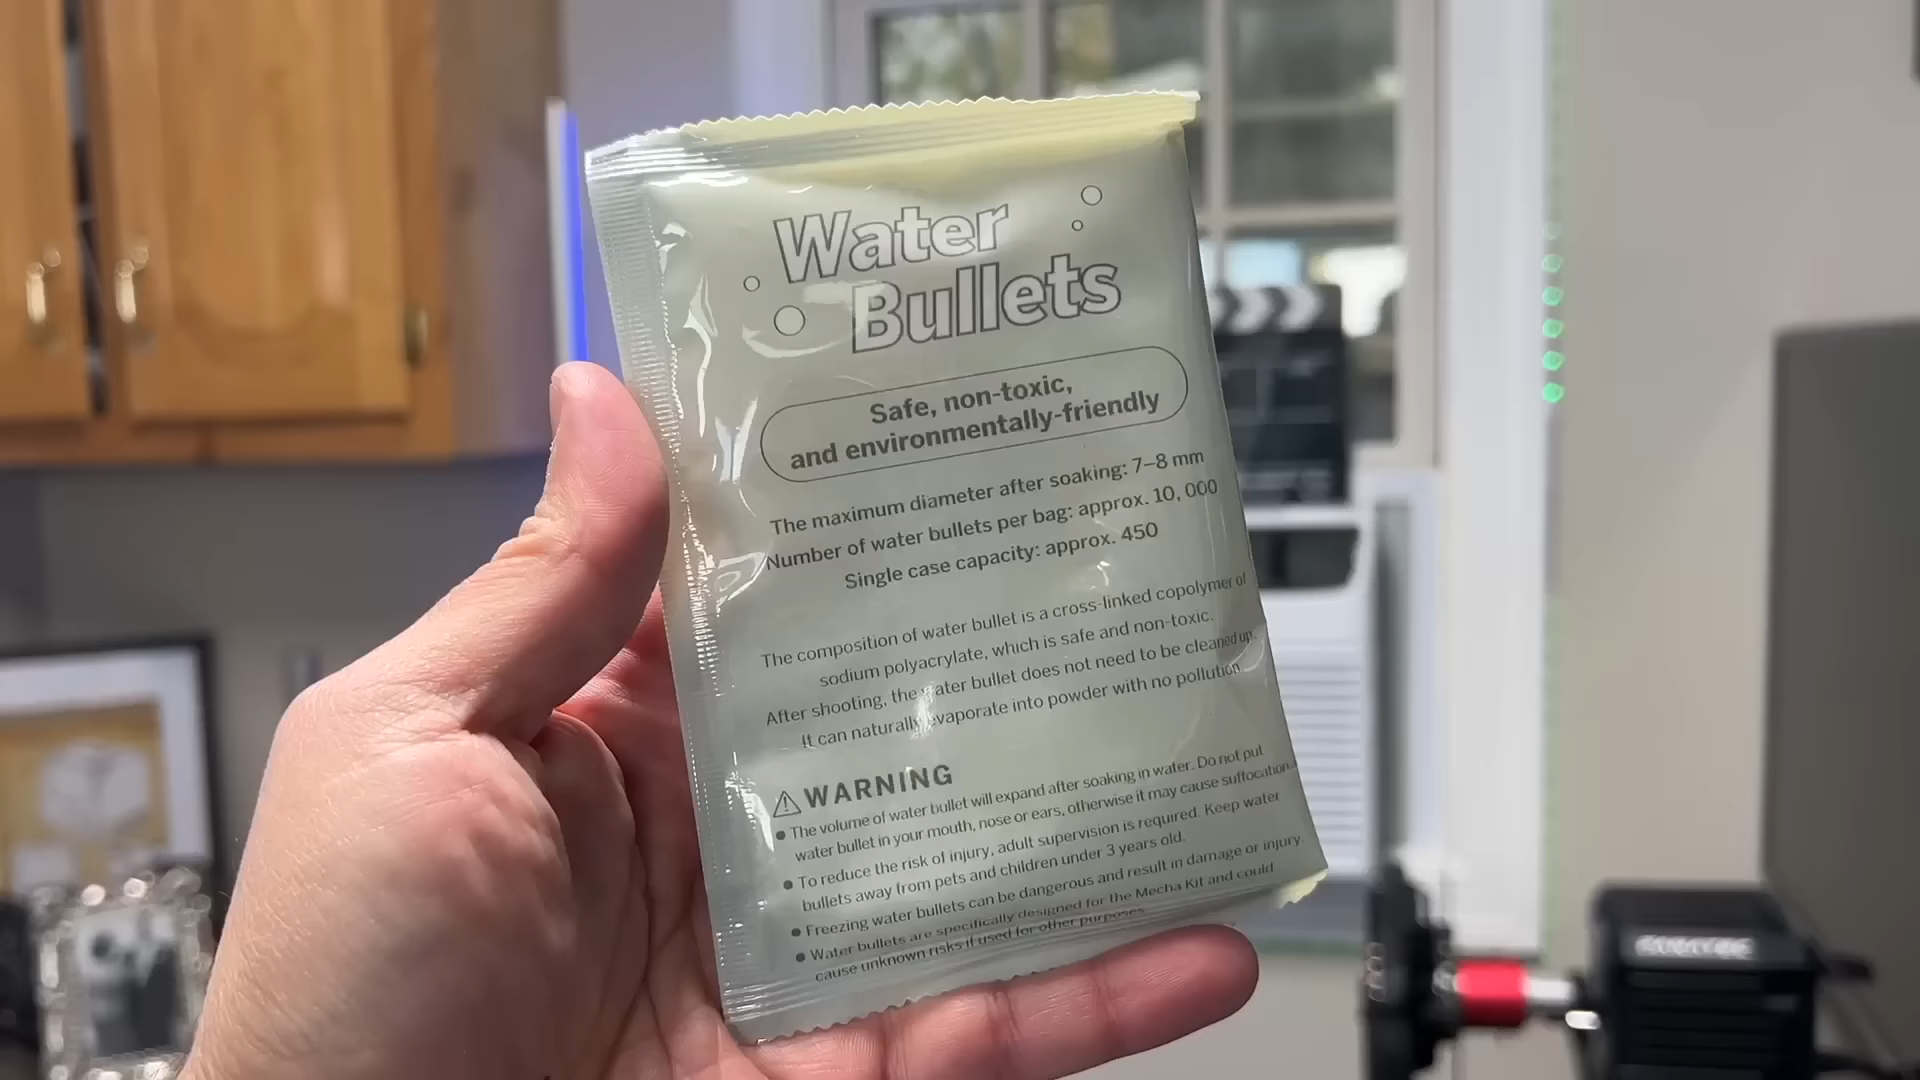 Water
Bullets
Safe, non-toxic,
and environmentally-friendly
The maximum diameter after soaking: 7–8 mm
Number of water bullets per bag: approx. 10, 000
Single case capacity: approx. 450
The composition of water bullet is a cross-linked copolymer of
sodium polyacrylate, which is safe and non-toxic.
After shooting, the water bullet does not need to be cleaned up.
It can naturally evaporate into powder with no pollution.
WARNING
● The volume of water bullet will expand after soaking in water. Do not put
water bullet in your mouth, nose or ears, otherwise it may cause suffocation.
● To reduce the risk of injury, adult supervision is required. Keep water
bullets away from pets and children under 3 years old.
● Freezing water bullets can be dangerous and result in damage or injury.
● Water bullets are specifically designed for the Mecha Kit and could
cause unknown risks if used for other purposes.